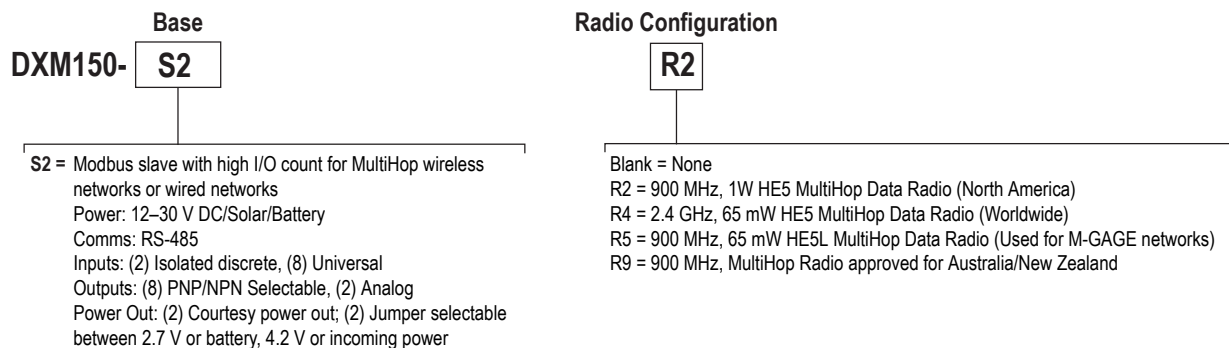 Base
DXM150- S2
S2 = Modbus slave with high I/O count for MultiHop wireless
networks or wired networks
Power: 12–30 V DC/Solar/Battery
Comms: RS-485
Inputs: (2) Isolated discrete, (8) Universal
Outputs: (8) PNP/NPN Selectable, (2) Analog
Power Out: (2) Courtesy power out; (2) Jumper selectable
between 2.7 V or battery, 4.2 V or incoming power
Radio Configuration
R2
Blank = None
R2 = 900 MHz, 1W HE5 MultiHop Data Radio (North America)
R4 = 2.4 GHz, 65 mW HE5 MultiHop Data Radio (Worldwide)
R5 = 900 MHz, 65 mW HE5L MultiHop Data Radio (Used for M-GAGE networks)
R9 = 900 MHz, MultiHop Radio approved for Australia/New Zealand